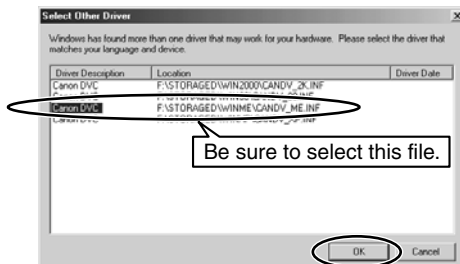 Select Other Driver
Windows has found more than one driver that may work for your hardware. Please select the driver that
matches your language and device.
Driver Description Location Driver Date
Canon DVC F:\STORAGED\WIN2000\CANDV_2K.INF
Canon DVC F:\STORAGED\WINME\CANDV_ME.INF
Be sure to select this file.
OK Cancel